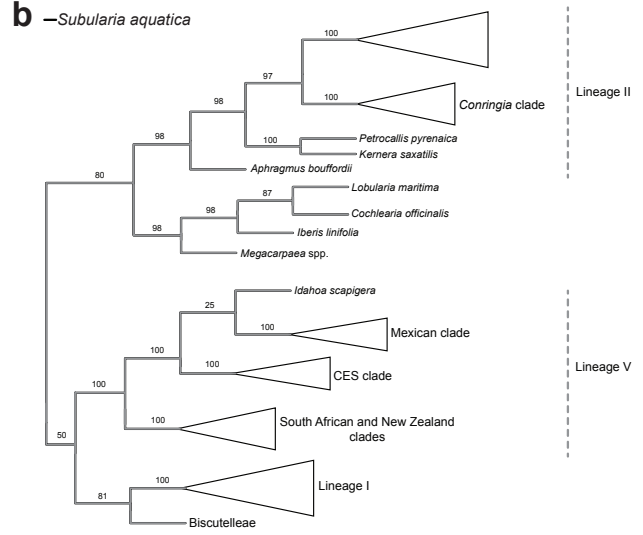 b –Subularia aquatica
100
97
100
Conringia clade
Lineage II
98
100
Petrocallis pyrenaica
Kernera saxatilis
98
Aphragmus bouffordii
80
87
Lobularia maritima
98
Cochlearia officinalis
98
Iberis linifolia
Megacarpaea spp.
Idahoa scapigera
25
100
Mexican clade
100
100
CES clade
Lineage V
100
100
South African and New Zealand
clades
50
100
Lineage I
81
Biscutelleae